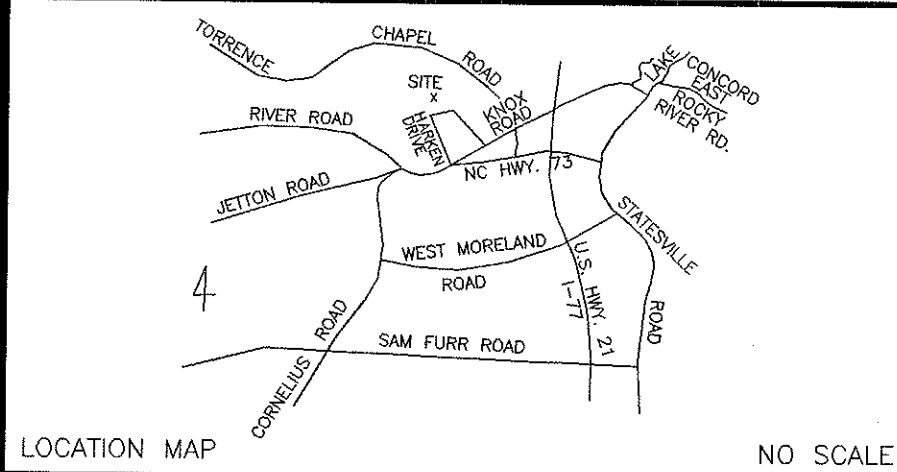 TORRENCE
CHAPEL
ROAD
SITE
x
RIVER ROAD
HARKEN
DRIVE
KNOX
ROAD
LAKE
CONCORD
EAST
ROCKY
RIVER RD.
NC HWY. 73
JETTON ROAD
WEST MORELAND
ROAD
STATESVILLE
ROAD
U.S. HWY. 21
I-77
4
SAM FURR ROAD
CORNELIUS ROAD
LOCATION MAP
NO SCALE